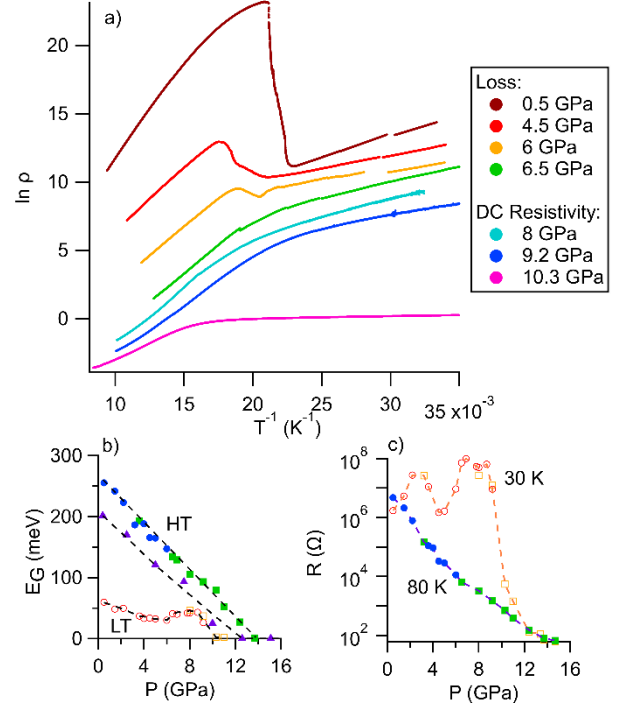 a)
ln ρ
20
15
10
5
0
10
15
20
25
30
35 x10⁻³
T⁻¹ (K⁻¹)
Loss:
0.5 GPa
4.5 GPa
6 GPa
6.5 GPa
DC Resistivity:
8 GPa
9.2 GPa
10.3 GPa
b)
E_G (meV)
300
200
100
50
0
HT
LT
0 4 8 12 16
P (GPa)
c)
R (Ω)
10⁸
10⁶
10⁴
10²
30 K
80 K
0 4 8 12 16
P (GPa)